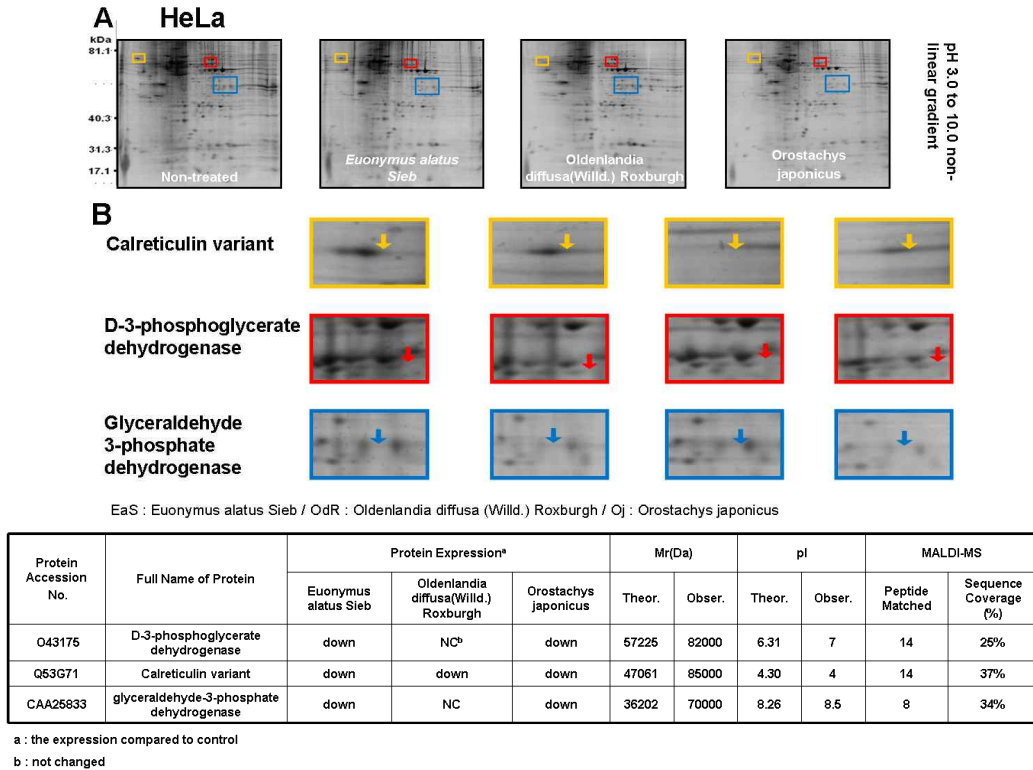 A HeLa
kDa
81.1
40.3
31.3
17.1
Non-treated
Euonymus alatus
Sieb
Oldenlandia
diffusa(Willd.) Roxburgh
Orostachys
japonicus
pH 3.0 to 10.0 non-
linear gradient
B
Calreticulin variant
D-3-phosphoglycerate
dehydrogenase
Glyceraldehyde
3-phosphate
dehydrogenase
EaS : Euonymus alatus Sieb / OdR : Oldenlandia diffusa (Willd.) Roxburgh / Oj : Orostachys japonicus
Protein
Accession
No.
Full Name of Protein
Protein Expressionª
Mr(Da)
pI
MALDI-MS
Euonymus
alatus Sieb
Oldenlandia
diffusa(Willd.)
Roxburgh
Orostachys
japonicus
Theor.
Obser.
Theor.
Obser.
Peptide
Matched
Sequence
Coverage
(%)
O43175
D-3-phosphoglycerate
dehydrogenase
down
NCᵇ
down
57225
82000
6.31
7
14
25%
Q53G71
Calreticulin variant
down
down
down
47061
85000
4.30
4
14
37%
CAA25833
glyceraldehyde-3-phosphate
dehydrogenase
down
NC
down
36202
70000
8.26
8.5
8
34%
a : the expression compared to control
b : not changed